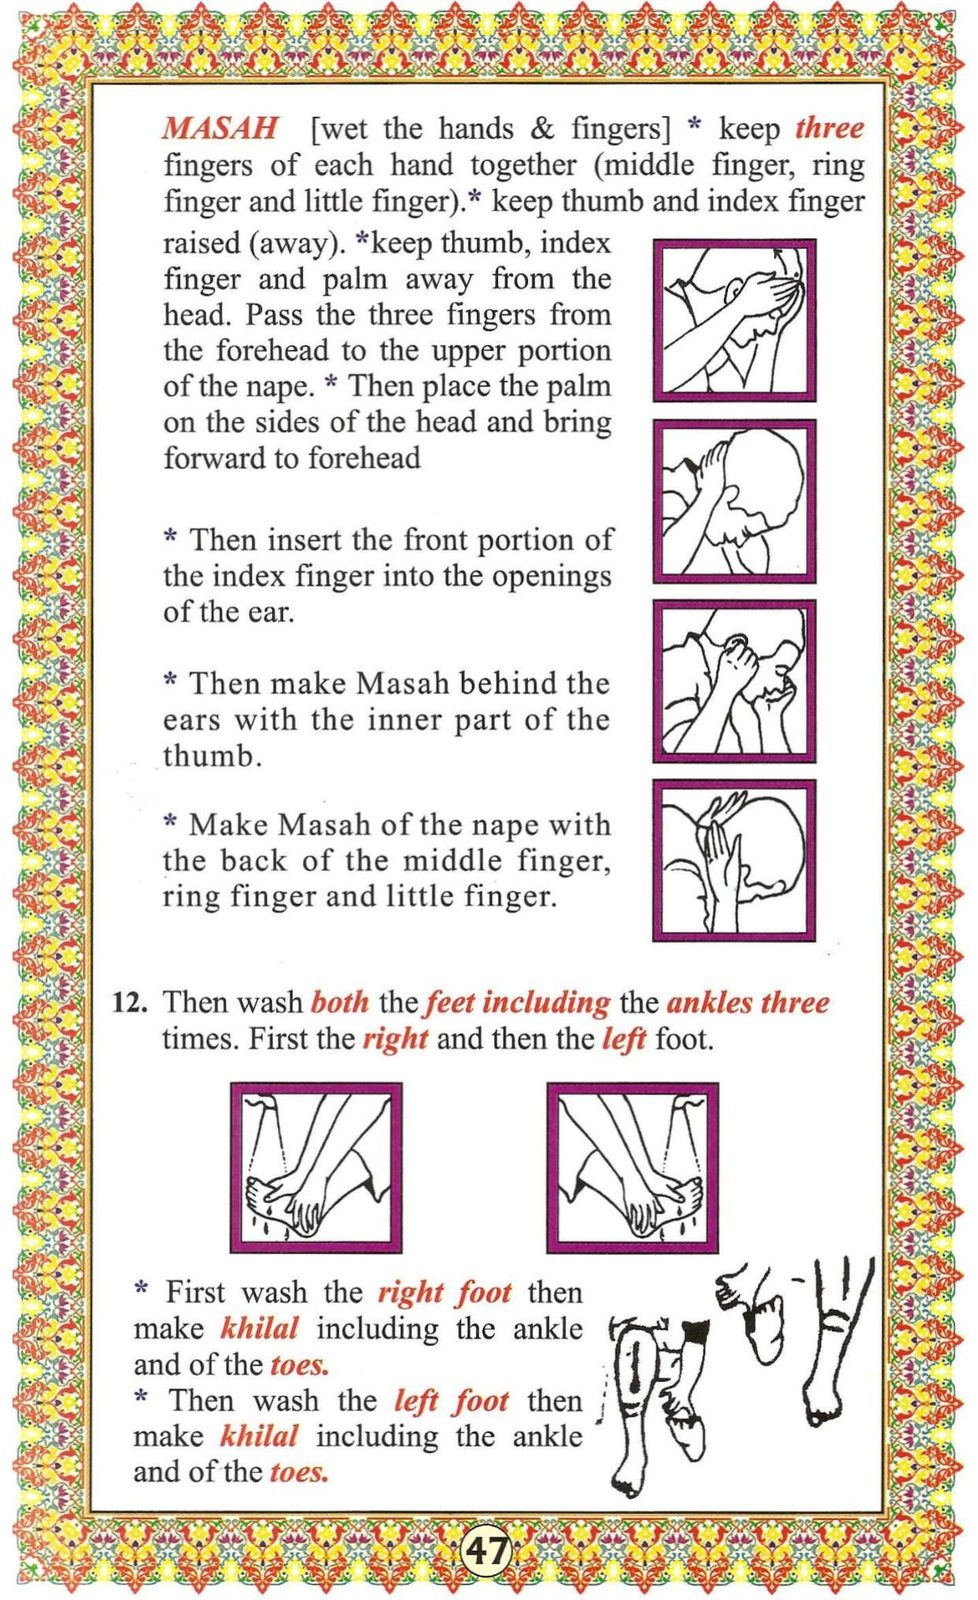 MASAH [wet the hands & fingers] * keep three
fingers of each hand together (middle finger, ring
finger and little finger).* keep thumb and index finger
raised (away). *keep thumb, index
finger and palm away from the
head. Pass the three fingers from
the forehead to the upper portion
of the nape. * Then place the palm
on the sides of the head and bring
forward to forehead
* Then insert the front portion of
the index finger into the openings
of the ear.
* Then make Masah behind the
ears with the inner part of the
thumb.
* Make Masah of the nape with
the back of the middle finger,
ring finger and little finger.
12. Then wash both the feet including the ankles three
times. First the right and then the left foot.
* First wash the right foot then
make khilal including the ankle
and of the toes.
* Then wash the left foot then
make khilal including the ankle
and of the toes.
47